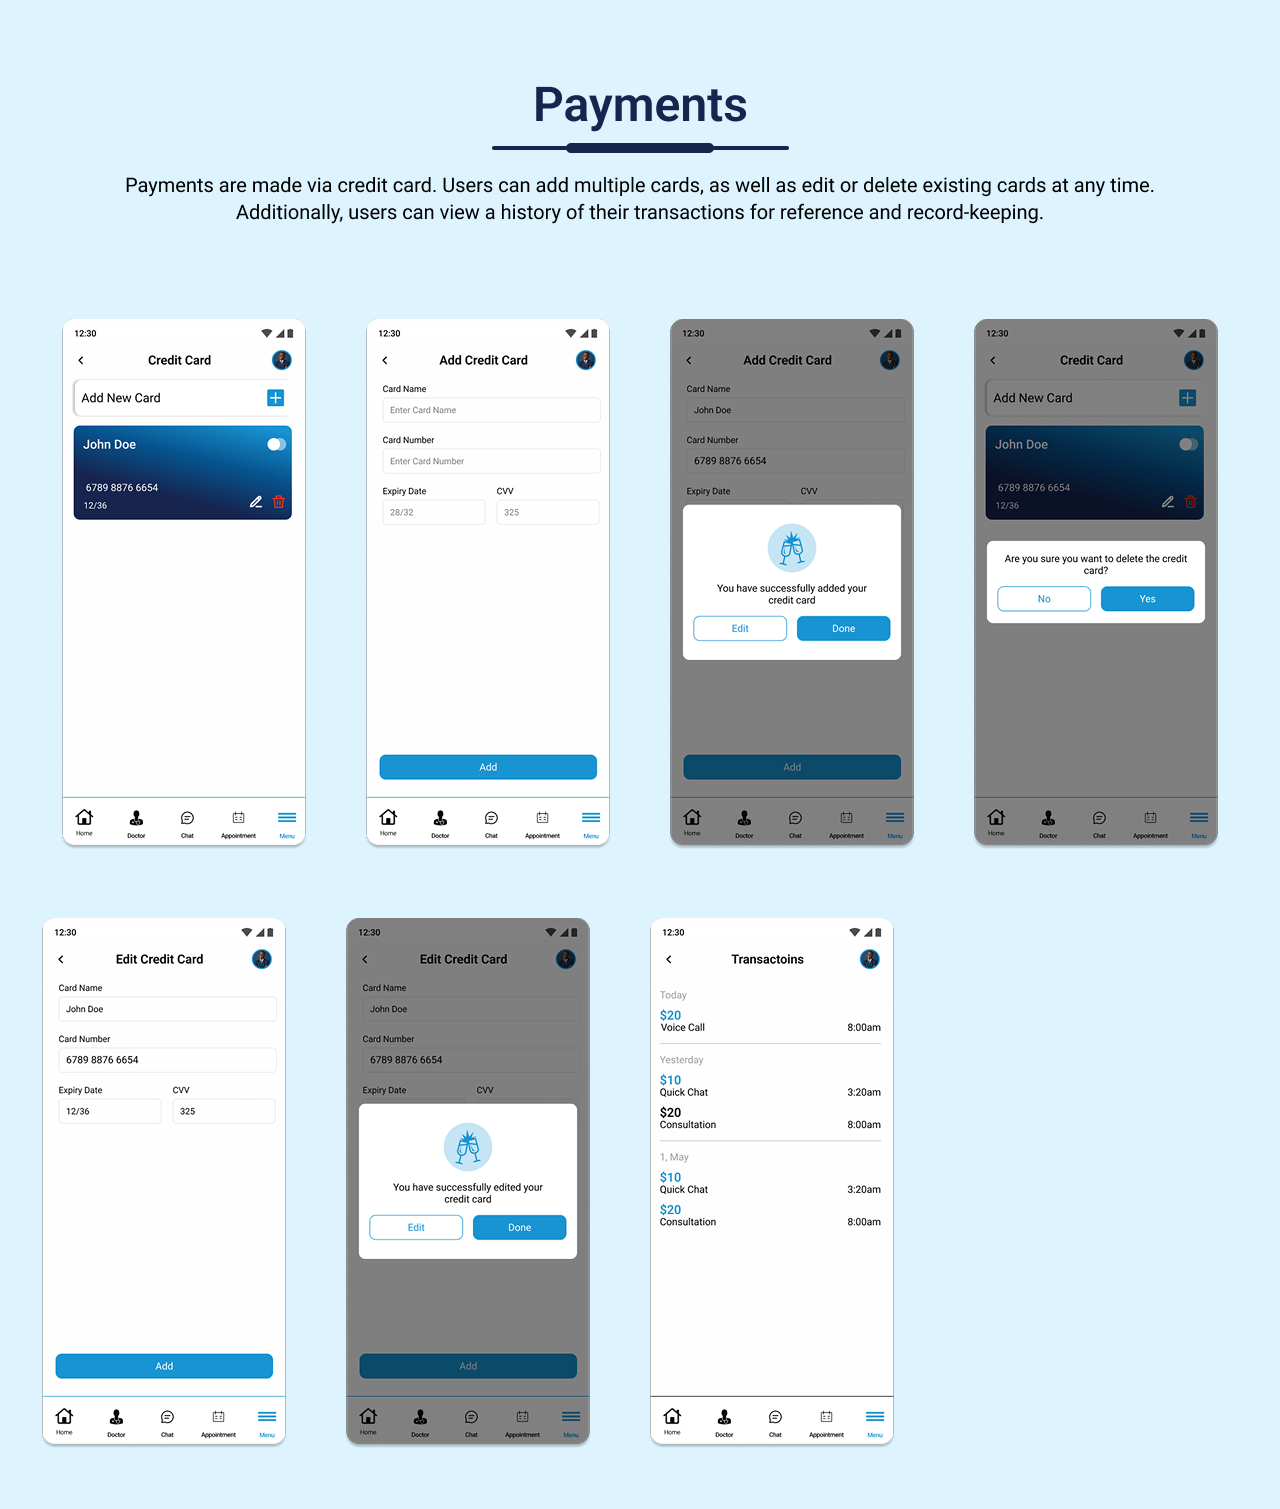 Payments
Payments are made via credit card. Users can add multiple cards, as well as edit or delete existing cards at any time.
Additionally, users can view a history of their transactions for reference and record-keeping.
12:30
Credit Card
Add New Card
John Doe
6789 8876 6654
12/36
Home
Doctor
Chat
Appointment
Menu
12:30
Add Credit Card
Card Name
Enter Card Name
Card Number
Enter Card Number
Expiry Date
CVV
28/32
325
Add
Home
Doctor
Chat
Appointment
Menu
12:30
Add Credit Card
Card Name
John Doe
Card Number
6789 8876 6654
Expiry Date
CVV
You have successfully added your
credit card
Edit
Done
Add
Home
Doctor
Chat
Appointment
Menu
12:30
Credit Card
Add New Card
John Doe
6789 8876 6654
12/36
Are you sure you want to delete the credit
card?
No
Yes
Home
Doctor
Chat
Appointment
Menu
12:30
Edit Credit Card
Card Name
John Doe
Card Number
6789 8876 6654
Expiry Date
CVV
12/36
325
Add
Home
Doctor
Chat
Appointment
Menu
12:30
Edit Credit Card
Card Name
John Doe
Card Number
6789 8876 6654
Expiry Date
CVV
You have successfully edited your
credit card
Edit
Done
Add
Home
Doctor
Chat
Appointment
Menu
12:30
Transactoins
Today
$20
Voice Call
8:00am
Yesterday
$10
Quick Chat
3:20am
$20
Consultation
8:00am
1, May
$10
Quick Chat
3:20am
$20
Consultation
8:00am
Home
Doctor
Chat
Appointment
Menu